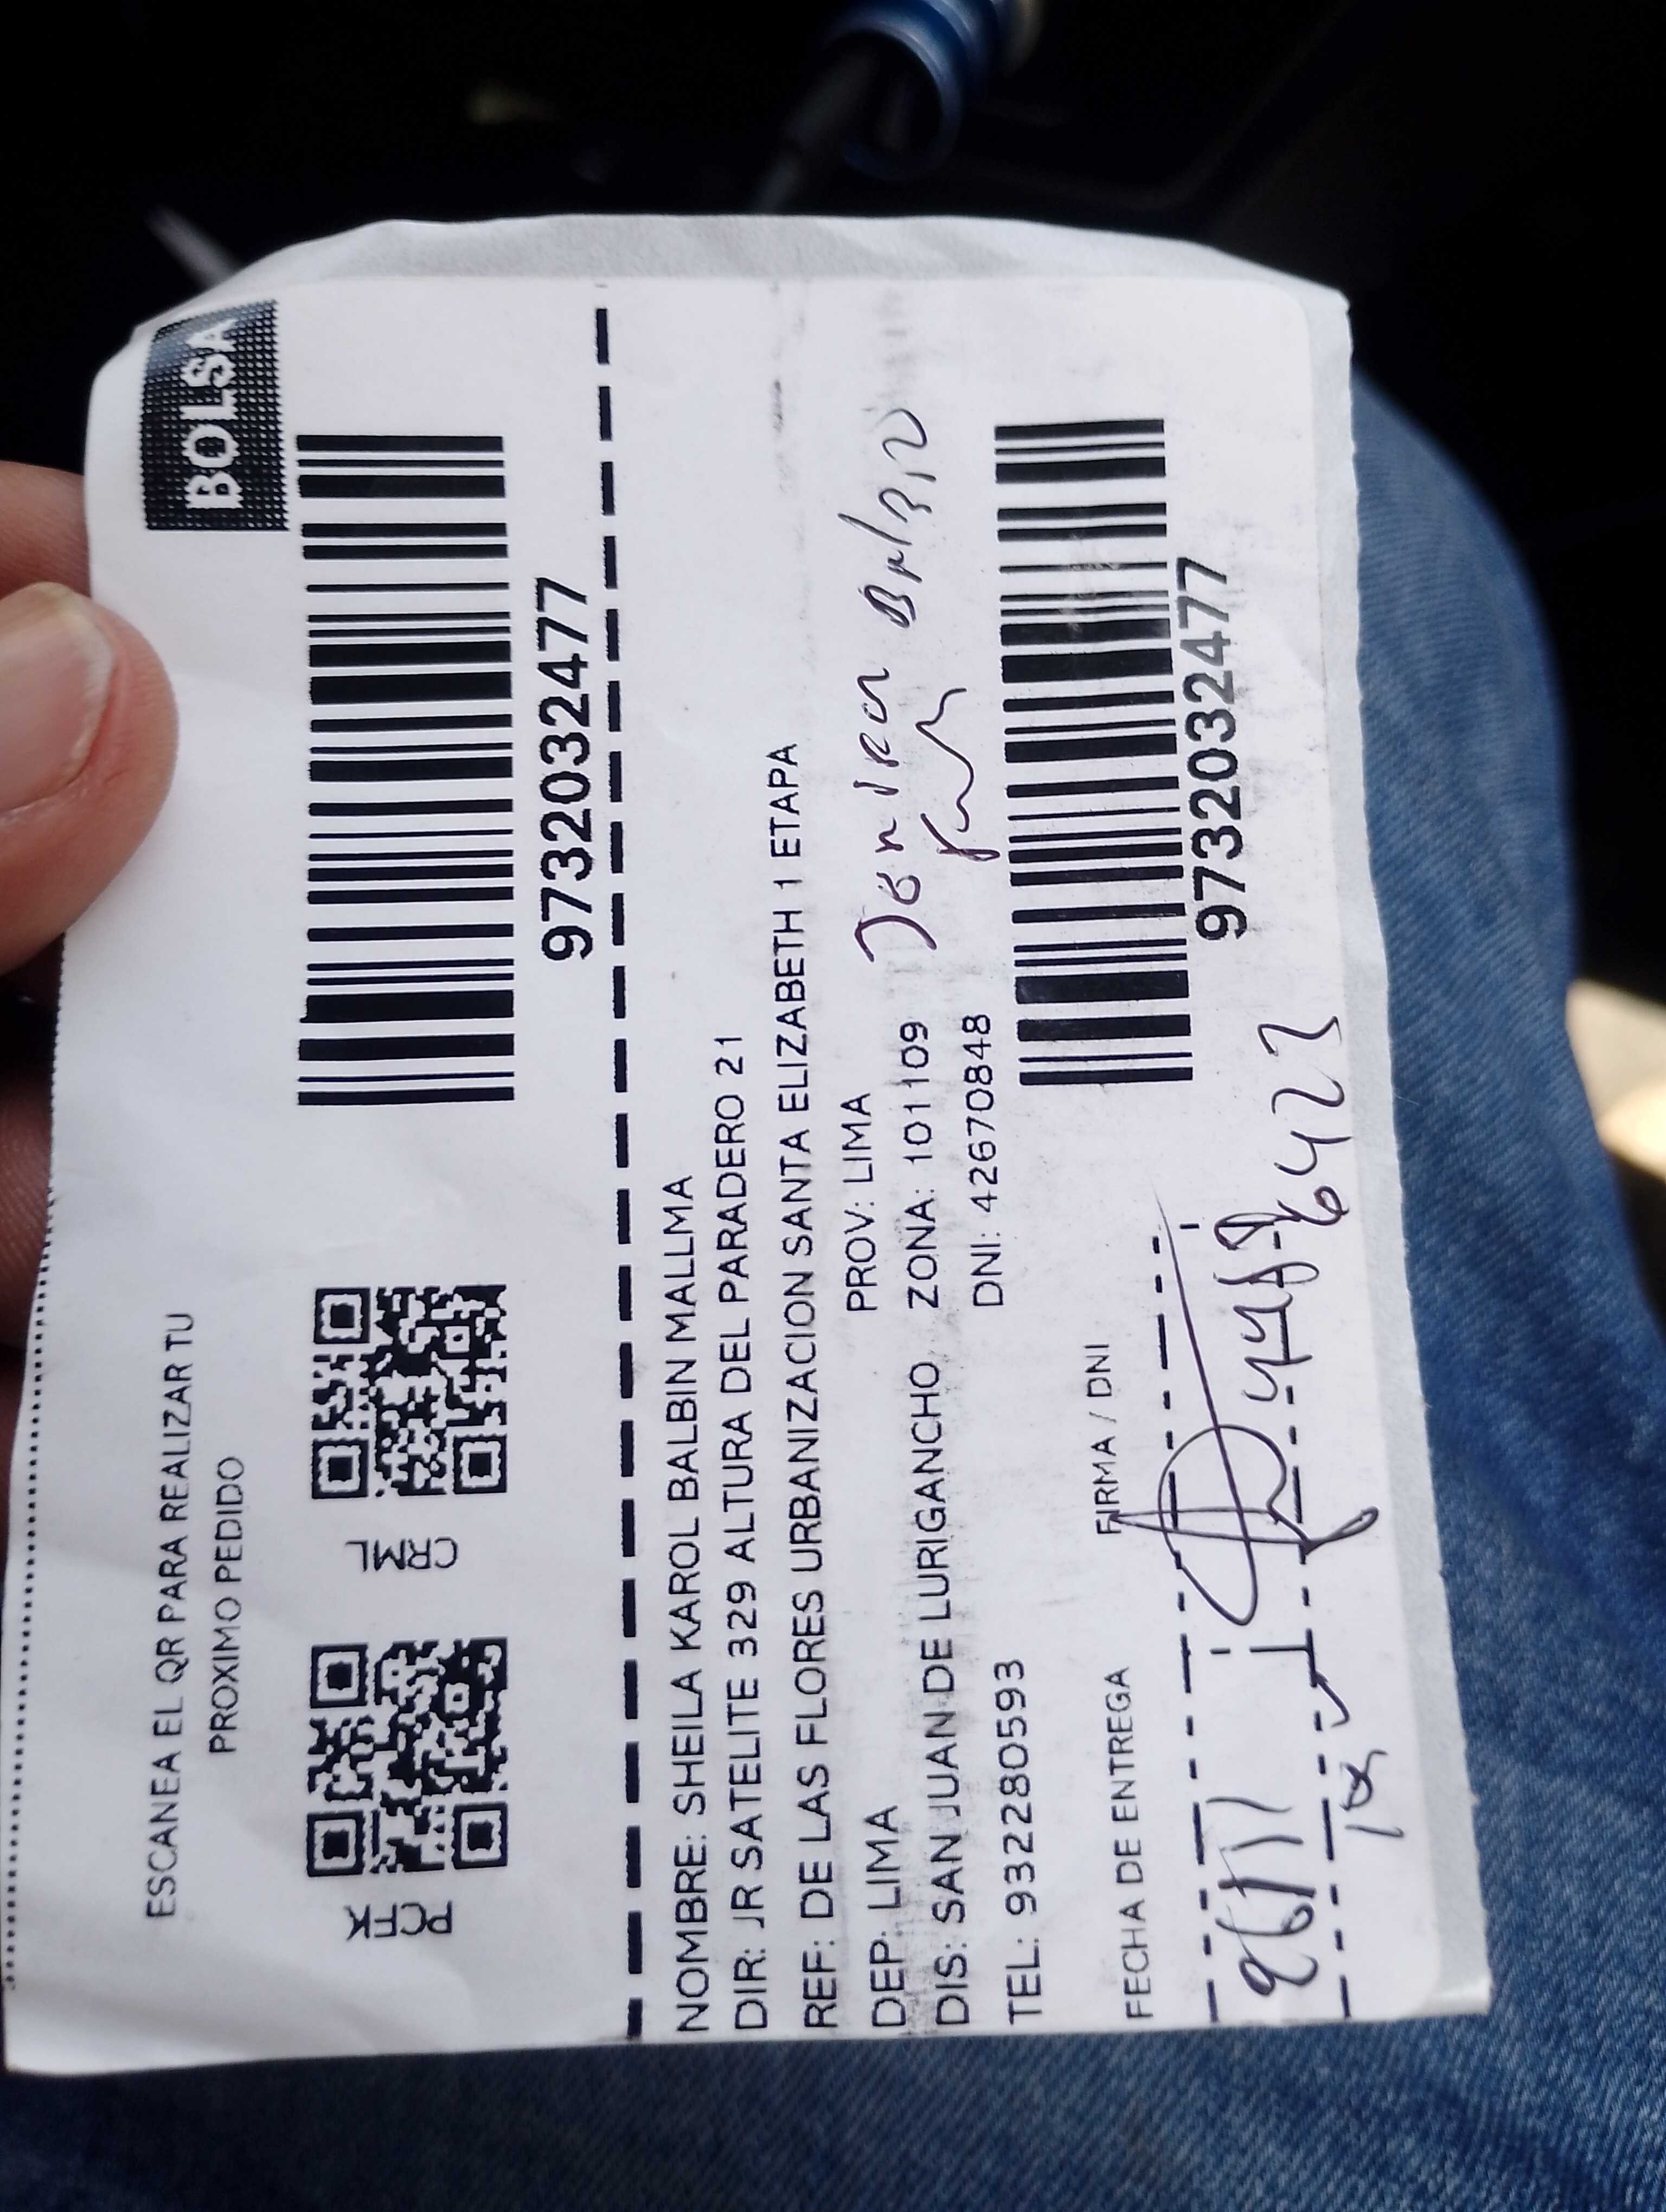 BOLSA
ESCANEA EL QR PARA REALIZAR TU
PROXIMO PEDIDO
9732032477
NOMBRE: SHEILA KAROL BALBIN MALLMA
DIR: JR SATELITE 329 ALTURA DEL PARADERO 21
REF: DE LAS FLORES URBANIZACION SANTA ELIZABETH 1 ETAPA
DEP: LIMA PROV: LIMA
DIS: SAN JUAN DE LURIGANCHO ZONA: 101109
TEL: 932280593 DNI: 42670848
9732032477
FECHA DE ENTREGA FIRMA / DNI